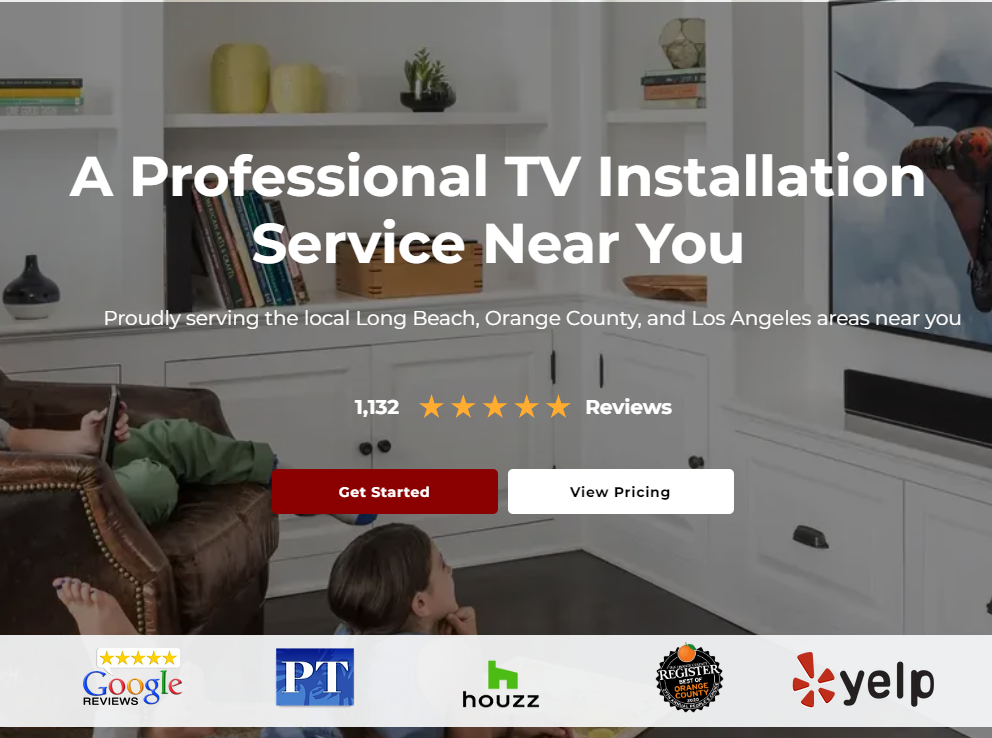 A Professional TV Installation
Service Near You
Proudly serving the local Long Beach, Orange County, and Los Angeles areas near you
1,132 Reviews
Get Started
View Pricing
Google
REVIEWS
PT
houzz
REGISTER
BEST OF
ORANGE
COUNTY
2020
yelp